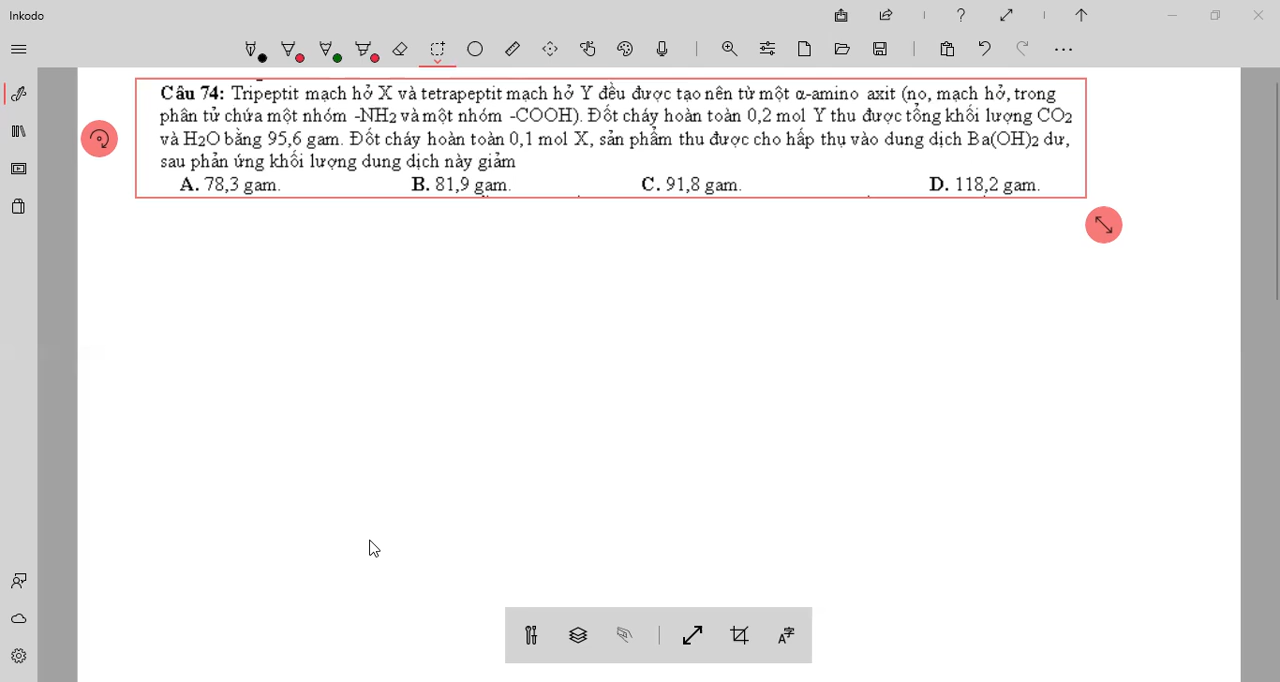 Inkodo
Câu 74: Tripeptit mạch hở X và tetrapeptit mạch hở Y đều được tạo nên từ một α-amino axit (no, mạch hở, trong
phân tử chứa một nhóm -NH2 và một nhóm -COOH). Đốt cháy hoàn toàn 0,2 mol Y thu được tổng khối lượng CO2
và H2O bằng 95,6 gam. Đốt cháy hoàn toàn 0,1 mol X, sản phẩm thu được cho hấp thụ vào dung dịch Ba(OH)2 dư,
sau phản ứng khối lượng dung dịch này giảm
A. 78,3 gam. B. 81,9 gam. C. 91,8 gam. D. 118,2 gam.